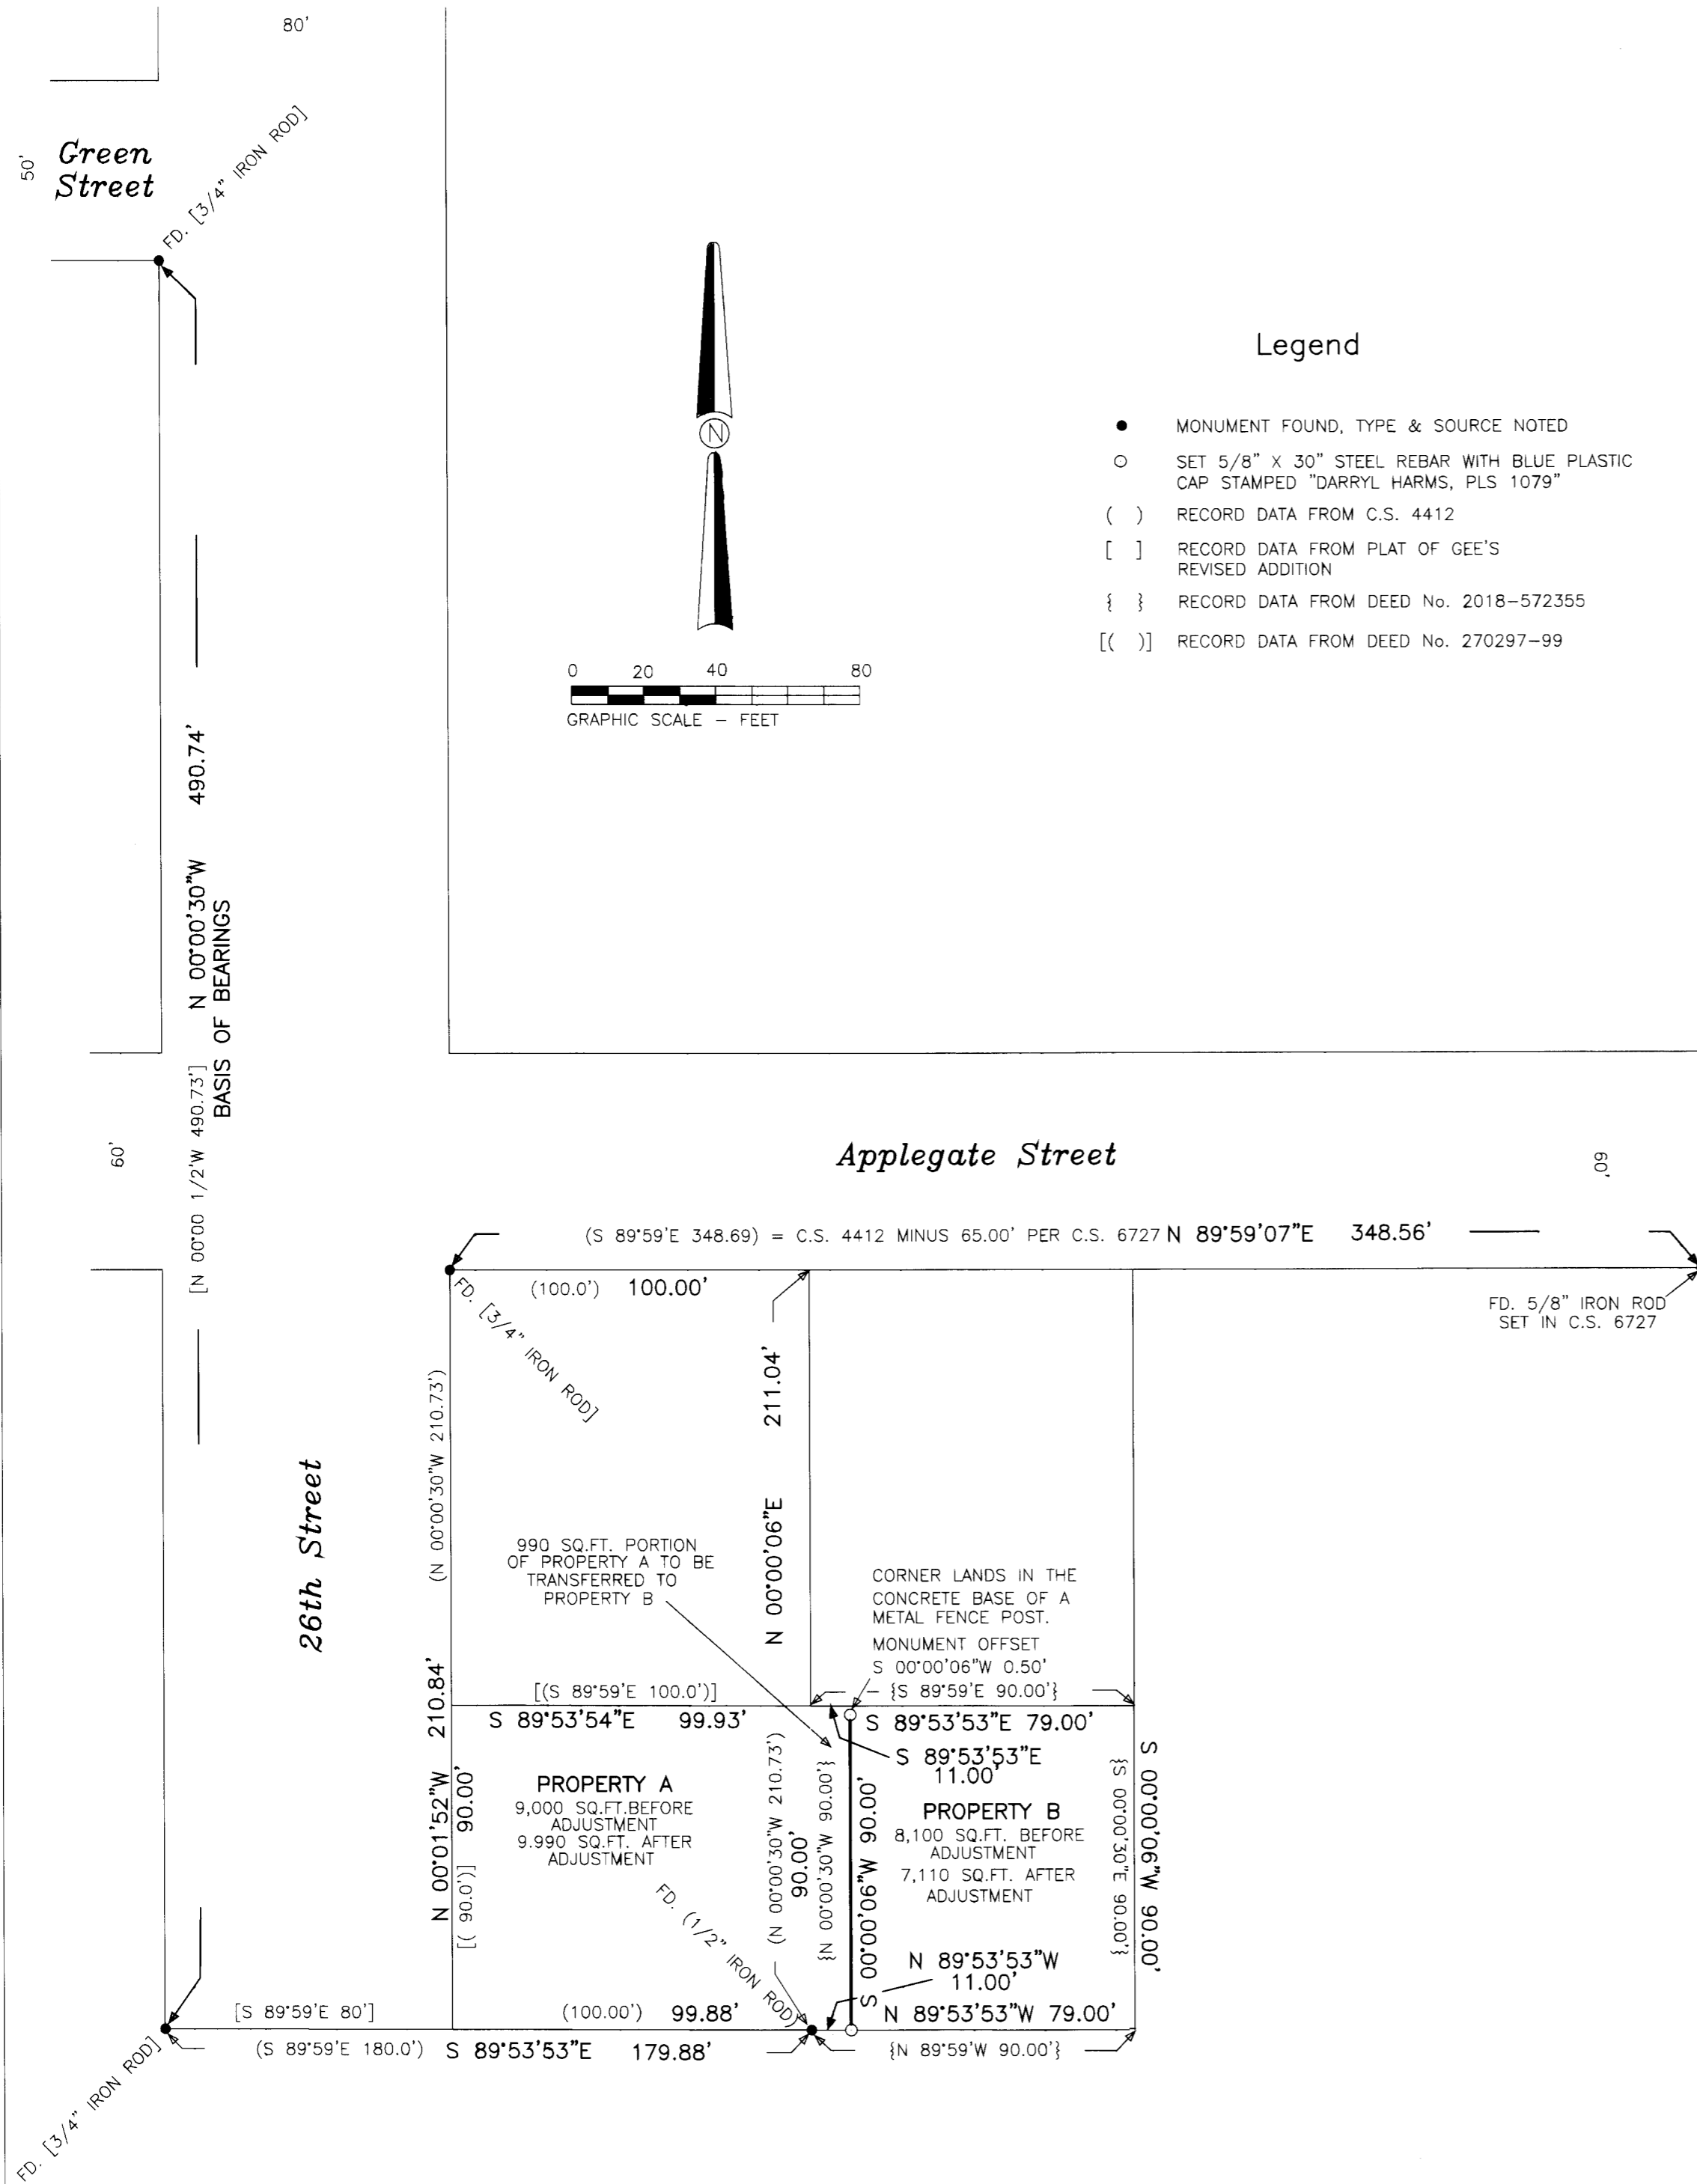 80'
50'
Green
Street
FD. [3/4" IRON ROD]
N
0 20 40 80
GRAPHIC SCALE – FEET
Legend
MONUMENT FOUND, TYPE & SOURCE NOTED
SET 5/8" X 30" STEEL REBAR WITH BLUE PLASTIC
CAP STAMPED "DARRYL HARMS, PLS 1079"
( ) RECORD DATA FROM C.S. 4412
[ ] RECORD DATA FROM PLAT OF GEE'S
REVISED ADDITION
{ } RECORD DATA FROM DEED No. 2018–572355
[( )] RECORD DATA FROM DEED No. 270297–99
[N 00°00 1/2'W 490.73'] N 00°00'30"W 490.74'
BASIS OF BEARINGS
60'
Applegate Street
60'
(S 89°59'E 348.69) = C.S. 4412 MINUS 65.00' PER C.S. 6727 N 89°59'07"E 348.56'
(100.0') 100.00'
FD. [3/4" IRON ROD]
FD. 5/8" IRON ROD
SET IN C.S. 6727
(N 00°00'30"W 210.73')
N 00°00'06"E 211.04'
26th Street
990 SQ.FT. PORTION
OF PROPERTY A TO BE
TRANSFERRED TO
PROPERTY B
CORNER LANDS IN THE
CONCRETE BASE OF A
METAL FENCE POST.
MONUMENT OFFSET
S 00°00'06"W 0.50'
[(S 89°59'E 100.0')]
{S 89°59'E 90.00'}
S 89°53'54"E 99.93'
S 89°53'53"E 79.00'
S 89°53'53"E
11.00'
N 00°01'52"W 210.84'
[( 90.0')] 90.00'
PROPERTY A
9,000 SQ.FT.BEFORE
ADJUSTMENT
9.990 SQ.FT. AFTER
ADJUSTMENT
(N 00°00'30"W 210.73')
90.00'
{N 00°00'30"W 90.00'}
S 00°00'06"W 90.00'
PROPERTY B
8,100 SQ.FT. BEFORE
ADJUSTMENT
7,110 SQ.FT. AFTER
ADJUSTMENT
{S 00°00'30"E 90.00'}
S 00°00'06"W 90.00'
FD. (1/2" IRON ROD)
N 89°53'53"W
11.00'
[S 89°59'E 80']
(100.00') 99.88'
N 89°53'53"W 79.00'
(S 89°59'E 180.0') S 89°53'53"E 179.88'
{N 89°59'W 90.00'}
FD. [3/4" IRON ROD]